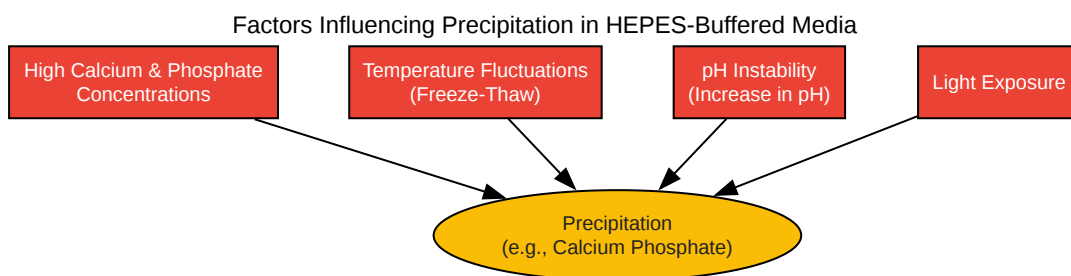 Factors Influencing Precipitation in HEPES-Buffered Media
High Calcium & Phosphate
Concentrations
Temperature Fluctuations
(Freeze-Thaw)
pH Instability
(Increase in pH)
Light Exposure
Precipitation
(e.g., Calcium Phosphate)